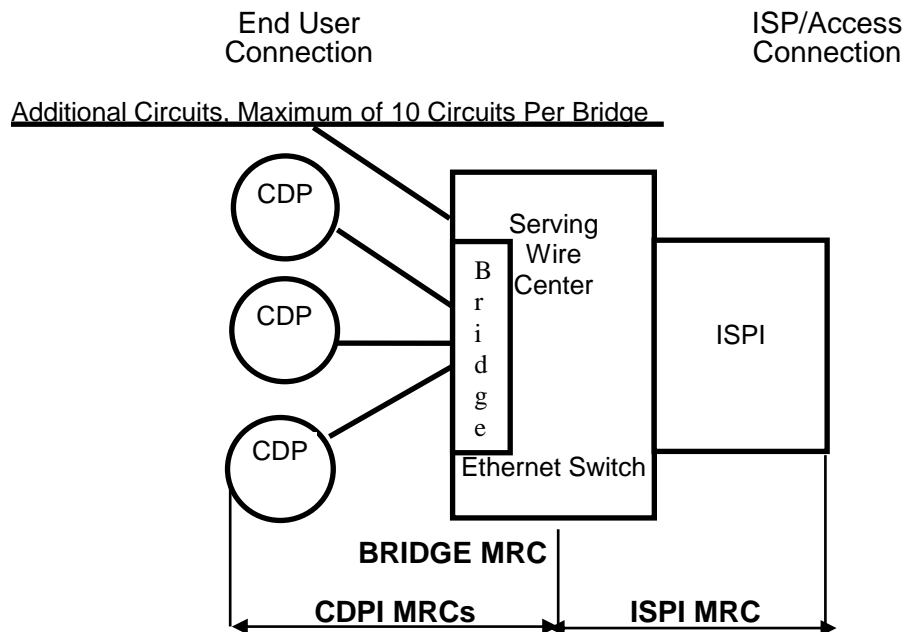 End User
Connection
ISP/Access
Connection
Additional Circuits, Maximum of 10 Circuits Per Bridge
CDP
CDP
CDP
Bridge
Serving
Wire
Center
Ethernet Switch
ISPI
BRIDGE MRC
CDPI MRCs
ISPI MRC